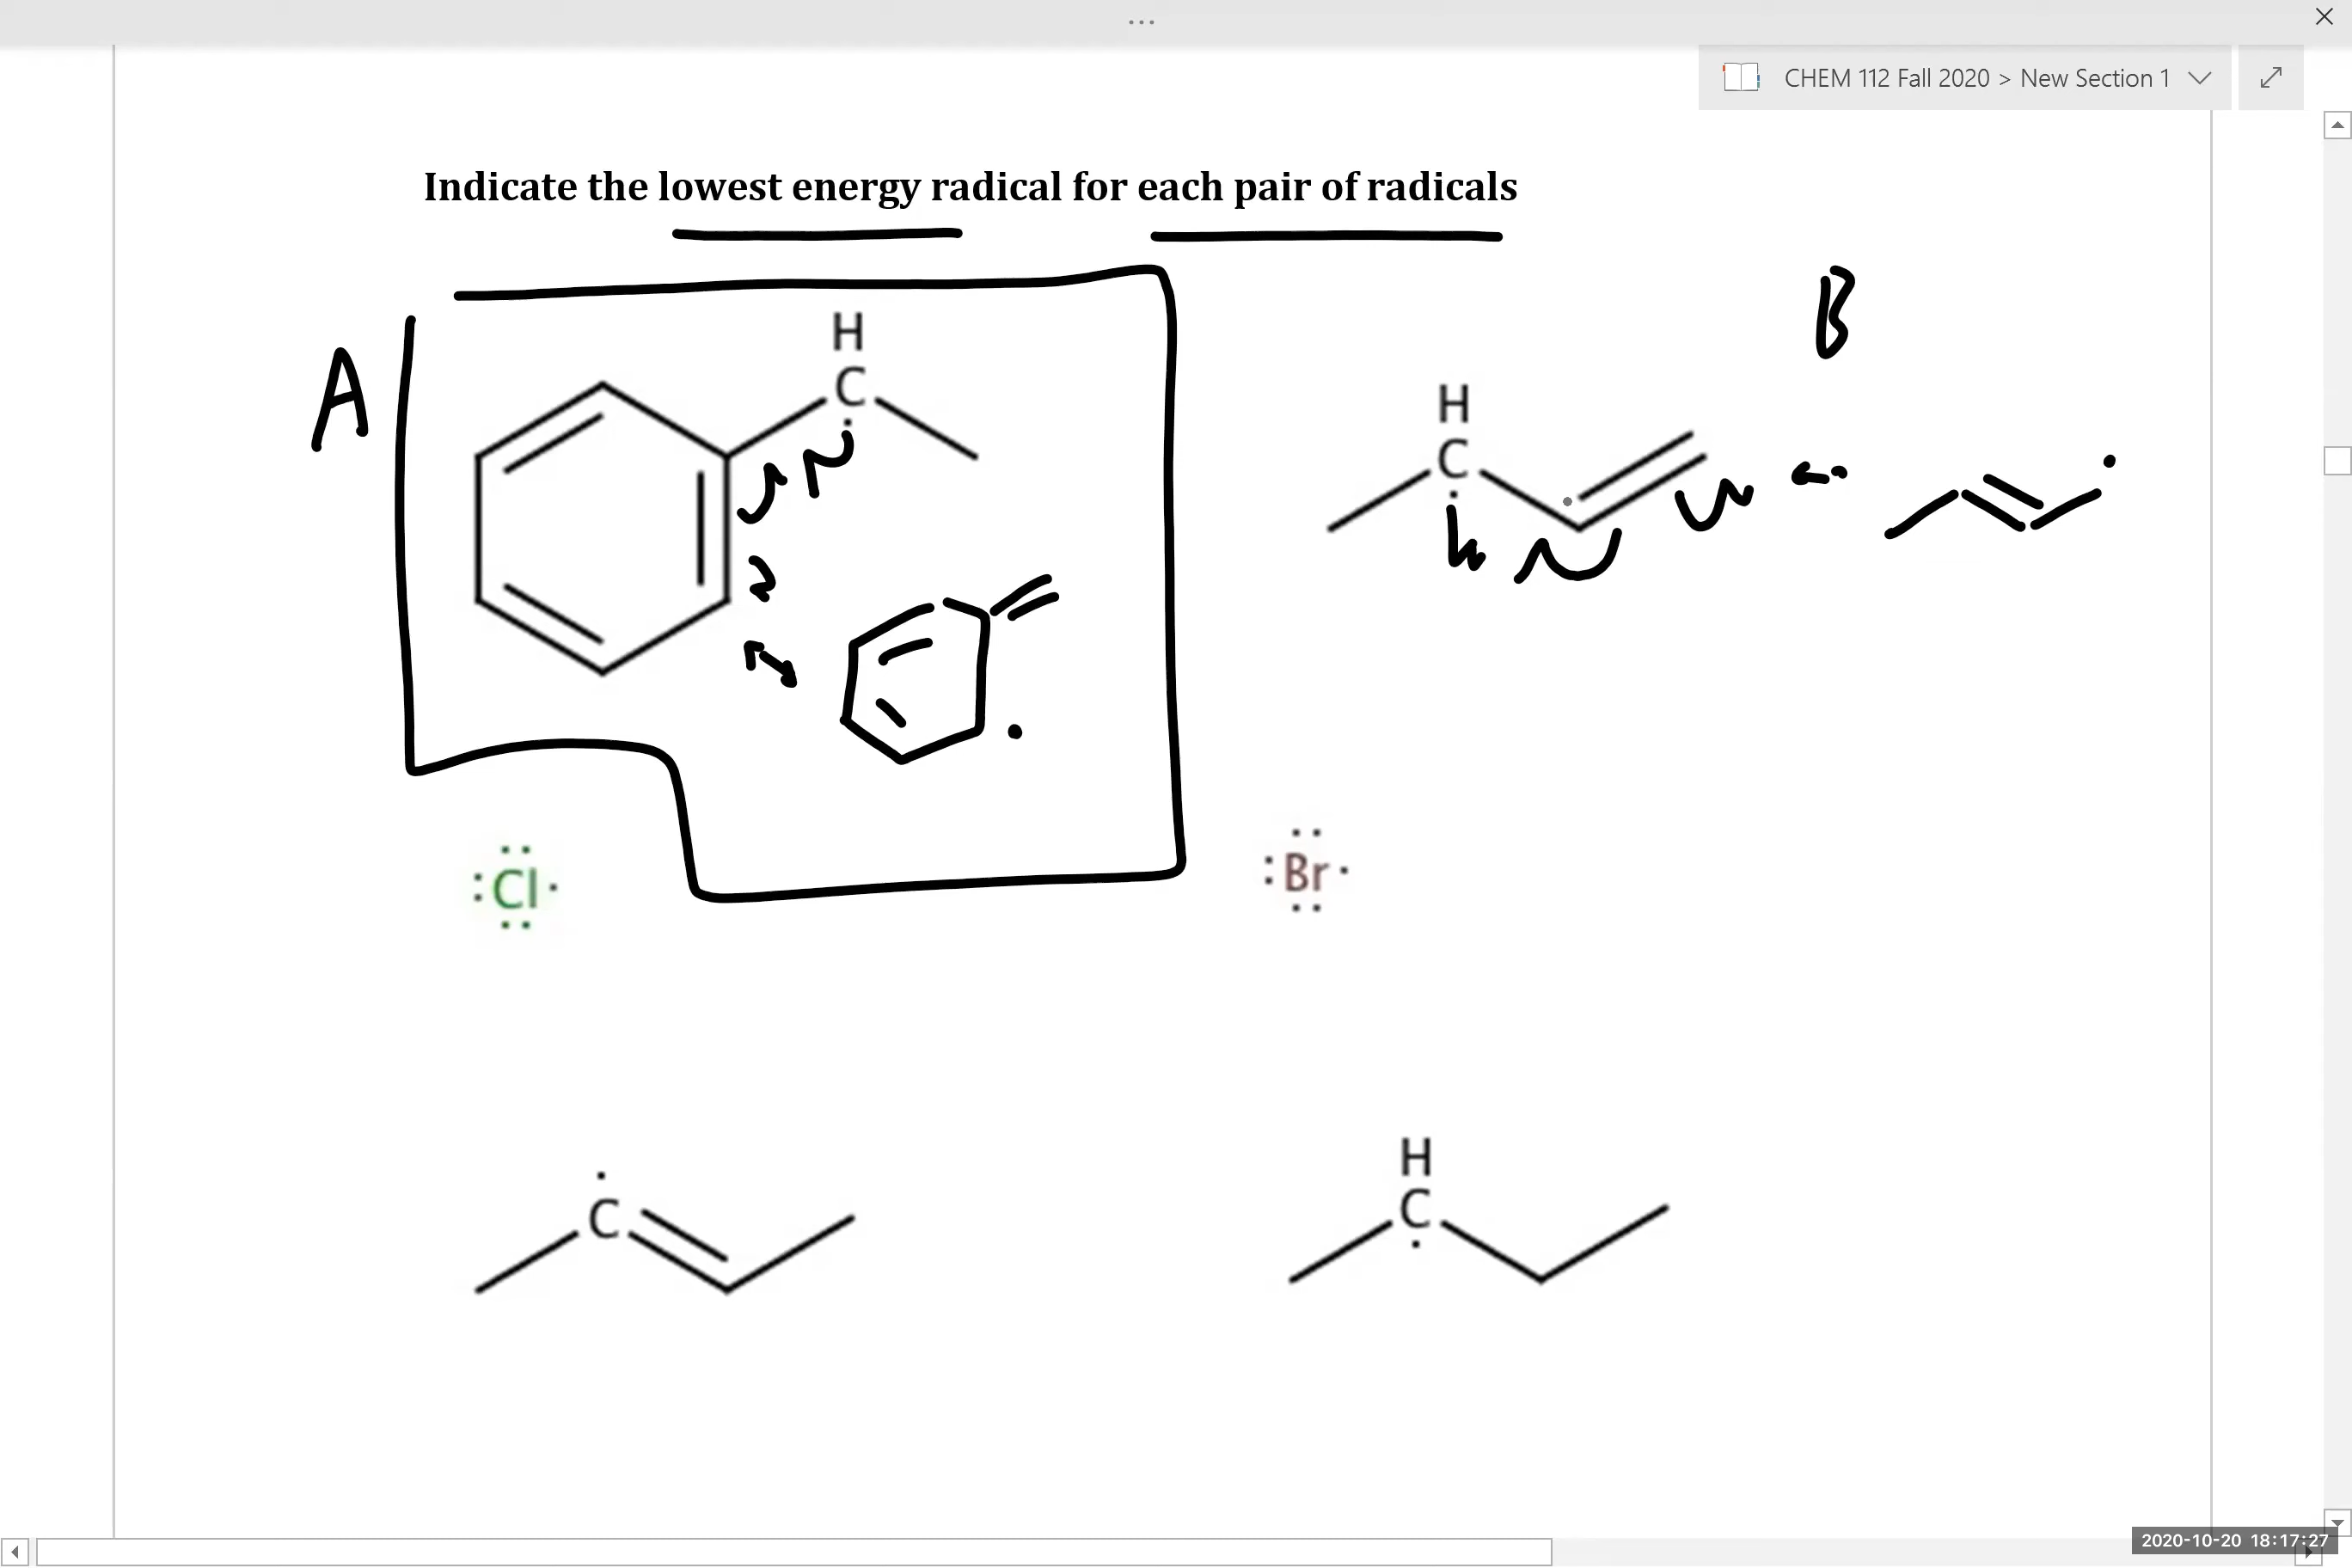 CHEM 112 Fall 2020 > New Section 1
Indicate the lowest energy radical for each pair of radicals
A
B
H
C
H
C
Cl
Br
C
H
C
2020-10-20 18:17:27